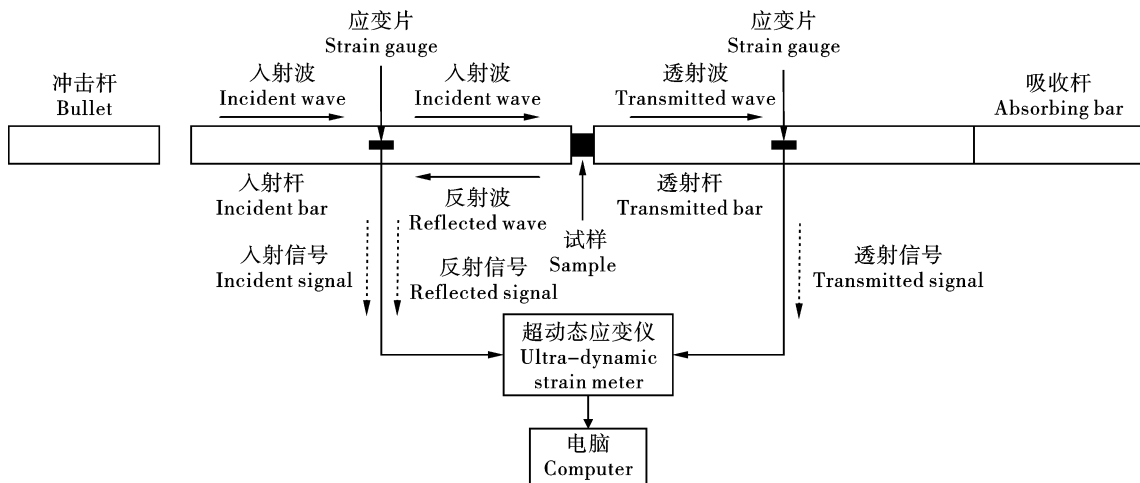 应变片
Strain gauge
应变片
Strain gauge
冲击杆
Bullet
入射波
Incident wave
入射波
Incident wave
透射波
Transmitted wave
吸收杆
Absorbing bar
入射杆
Incident bar
反射波
Reflected wave
透射杆
Transmitted bar
试样
Sample
入射信号
Incident signal
反射信号
Reflected signal
透射信号
Transmitted signal
超动态应变仪
Ultra-dynamic
strain meter
电脑
Computer